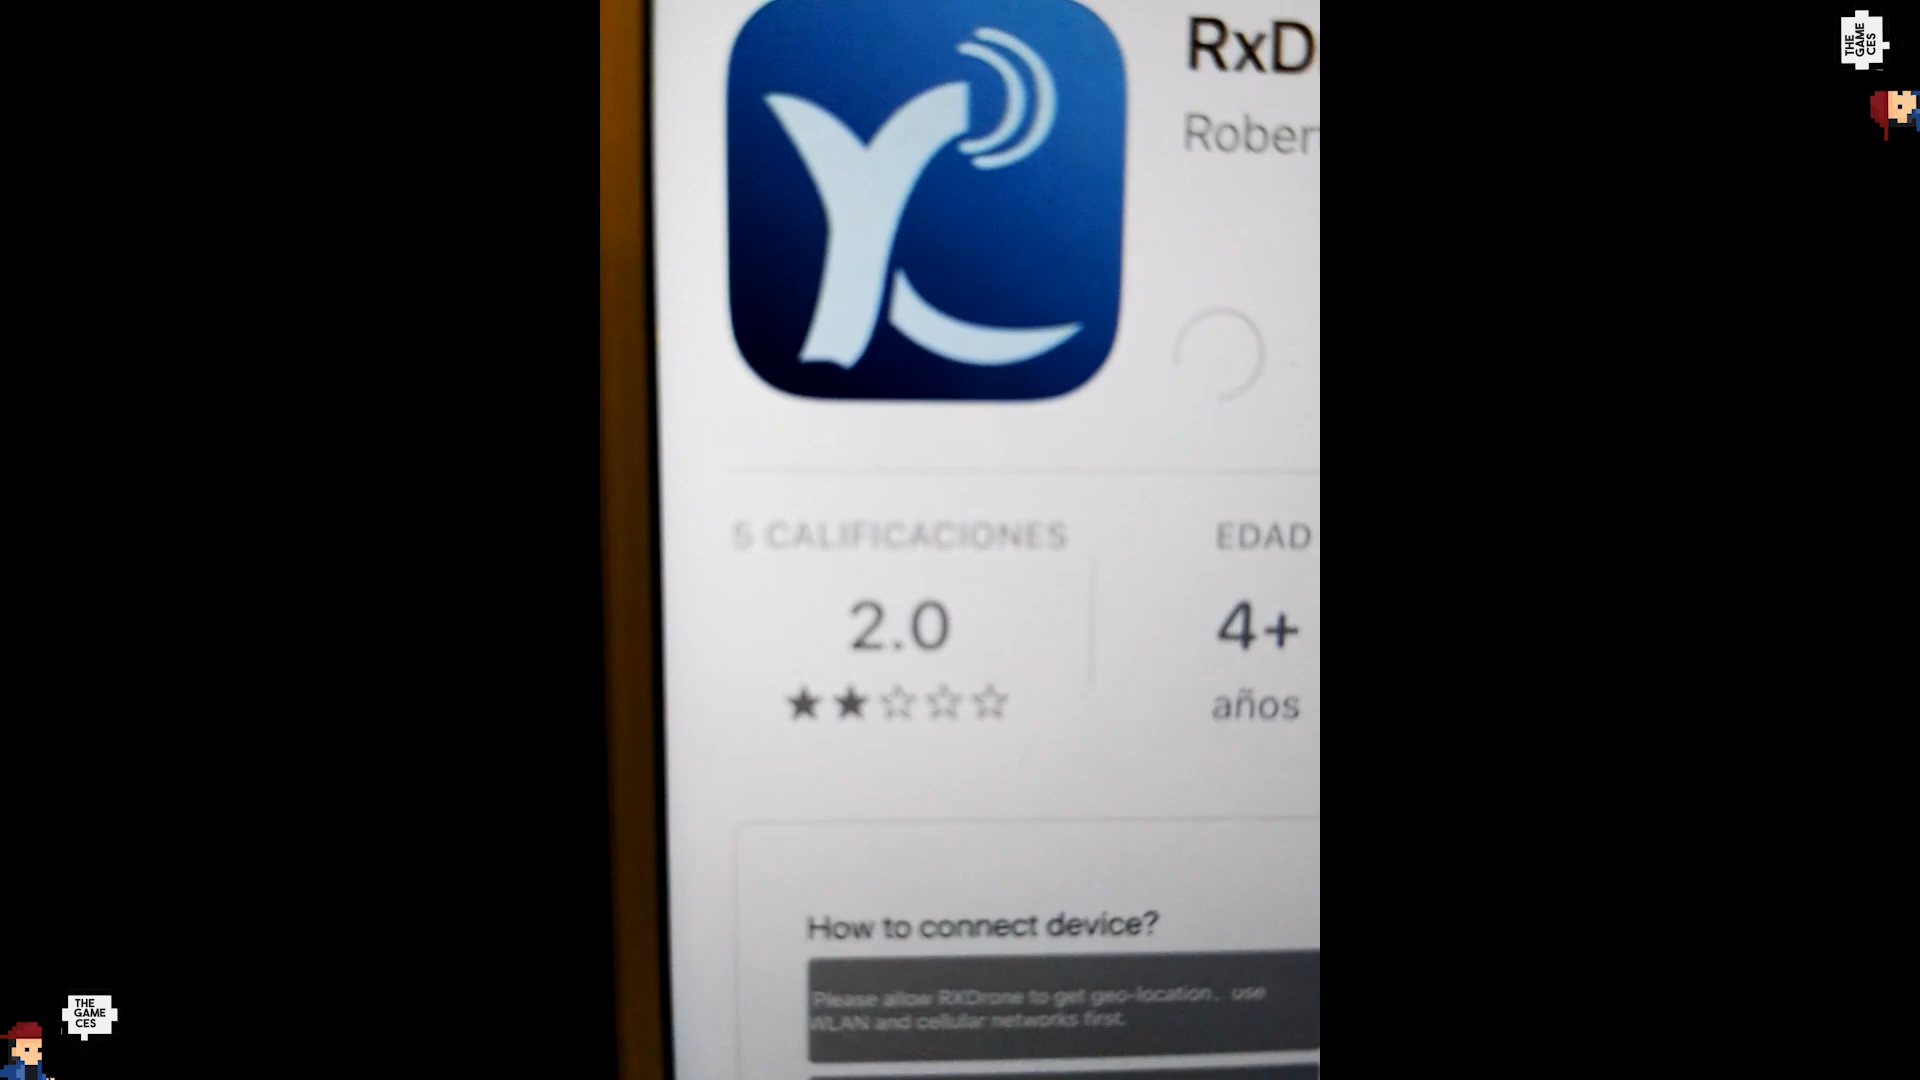 RxD
Rober
5 CALIFICACIONES
EDAD
2.0
4+
años
How to connect device?
Please allow RXDrone to get geo-location, use
WLAN and cellular networks first.
THE
GAME
CES
THE
GAME
CES